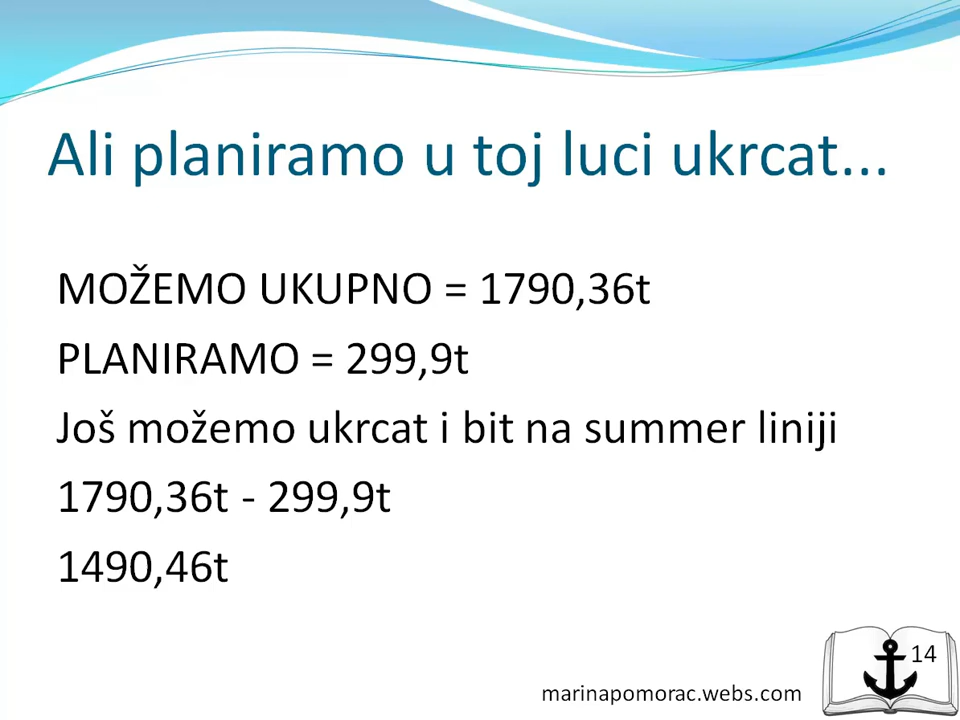 Ali planiramo u toj luci ukrcat...
MOŽEMO UKUPNO = 1790,36t
PLANIRAMO = 299,9t
Još možemo ukrcat i bit na summer liniji
1790,36t - 299,9t
1490,46t
14
marinapomorac.webs.com